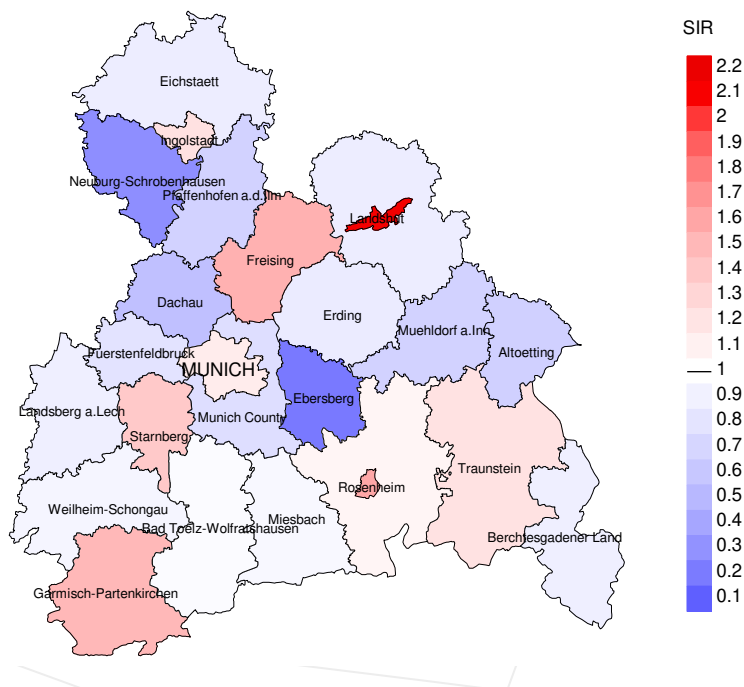 SIR
2.2
2.1
2
1.9
1.8
1.7
1.6
1.5
1.4
1.3
1.2
1.1
1
0.9
0.8
0.7
0.6
0.5
0.4
0.3
0.2
0.1
Eichstaett
Ingolstadt
Neuburg-Schrobenhausen
Pfaffenhofen a.d.Ilm
Landshut
Freising
Dachau
Erding
Muehldorf a.Inn
Altoetting
Fuerstenfeldbruck
MUNICH
Ebersberg
Landsberg a.Lech
Munich County
Starnberg
Traunstein
Rosenheim
Weilheim-Schongau
Miesbach
Bad Toelz-Wolfratshausen
Berchtesgadener Land
Garmisch-Partenkirchen